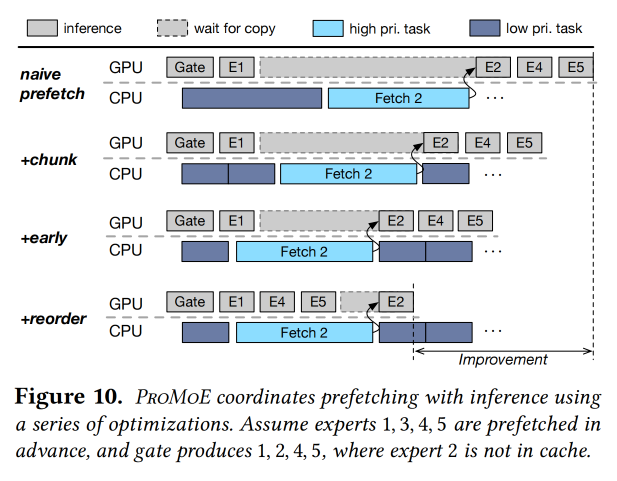 inference wait for copy high pri. task low pri. task
naive prefetch
GPU Gate E1 E2 E4 E5
CPU Fetch 2 ...
+chunk
GPU Gate E1 E2 E4 E5
CPU Fetch 2 ...
+early
GPU Gate E1 E2 E4 E5
CPU Fetch 2 ...
+reorder
GPU Gate E1 E4 E5 E2
CPU Fetch 2 ...
Improvement
Figure 10. PROMOE coordinates prefetching with inference using
a series of optimizations. Assume experts 1, 3, 4, 5 are prefetched in
advance, and gate produces 1, 2, 4, 5, where expert 2 is not in cache.